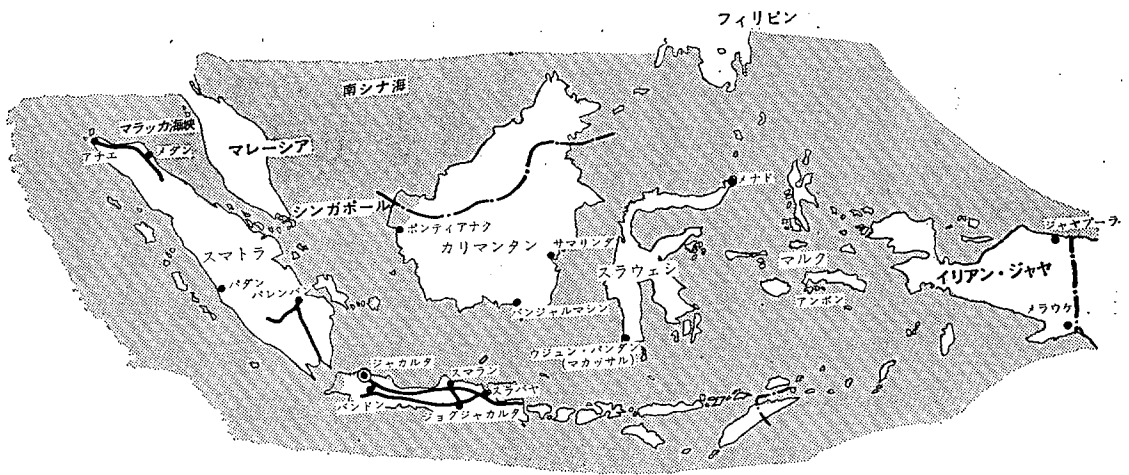 フィリピン
南シナ海
マラッカ海峡
アナエ
メダン
マレーシア
シンガポール
ポンティアナク
カリマンタン
サマリンダ
メナド
スマトラ
スラウェシ
マルク
ジャヤプーラ
イリアン・ジャヤ
パダン
パレンバン
バンジャルマシン
アンボン
メラウケ
ウジュン・パンダン
(マカッサル)
ジャカルタ
スマラン
スラバヤ
バンドン
ジョグジャカルタ